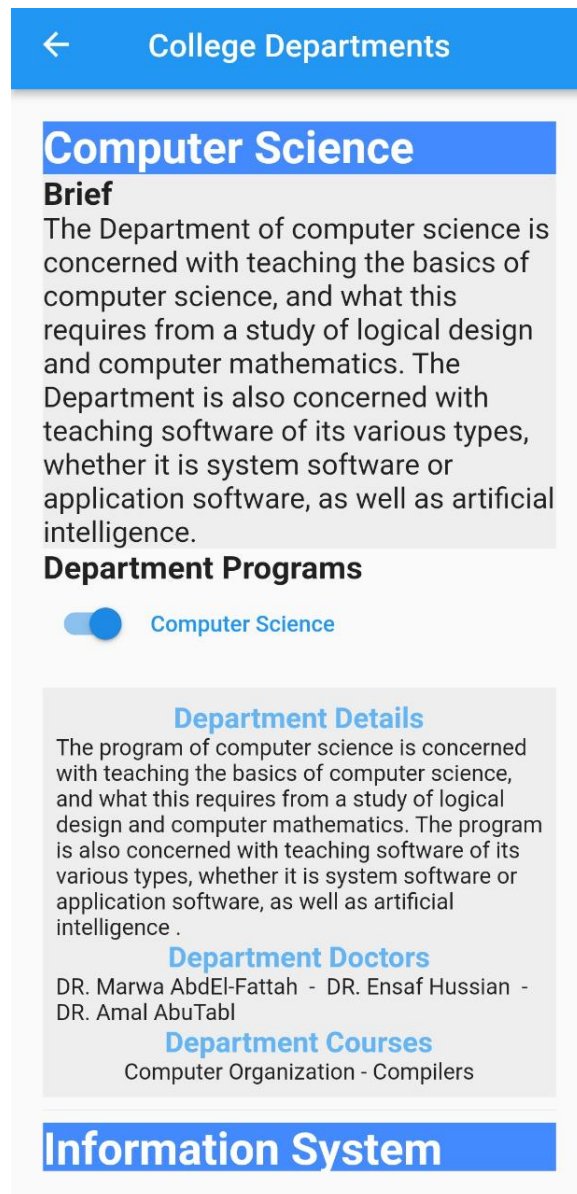 College Departments
Computer Science
Brief
The Department of computer science is
concerned with teaching the basics of
computer science, and what this
requires from a study of logical design
and computer mathematics. The
Department is also concerned with
teaching software of its various types,
whether it is system software or
application software, as well as artificial
intelligence.
Department Programs
Computer Science
Department Details
The program of computer science is concerned
with teaching the basics of computer science,
and what this requires from a study of logical
design and computer mathematics. The program
is also concerned with teaching software of its
various types, whether it is system software or
application software, as well as artificial
intelligence .
Department Doctors
DR. Marwa AbdEl-Fattah - DR. Ensaf Hussian -
DR. Amal AbuTabl
Department Courses
Computer Organization - Compilers
Information System